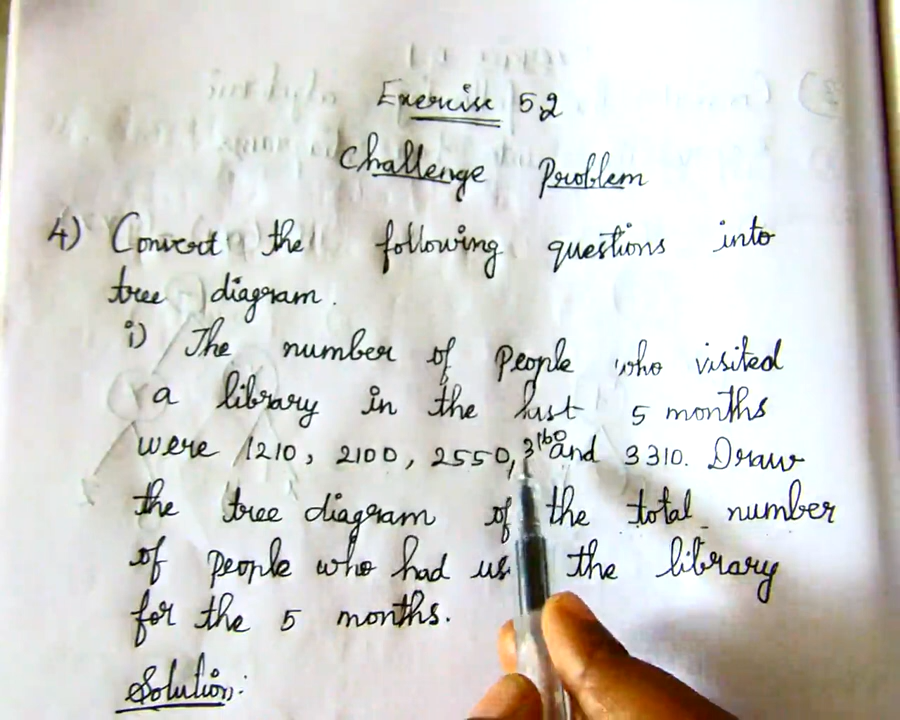 Exercise 5.2
Challenge Problem
4) Convert the following questions into
tree diagram.
i) The number of People who visited
a library in the last 5 months
were 1210, 2100, 2550, 3160 and 3310. Draw
the tree diagram of the total number
of people who had us the library
for the 5 months.
Solution: